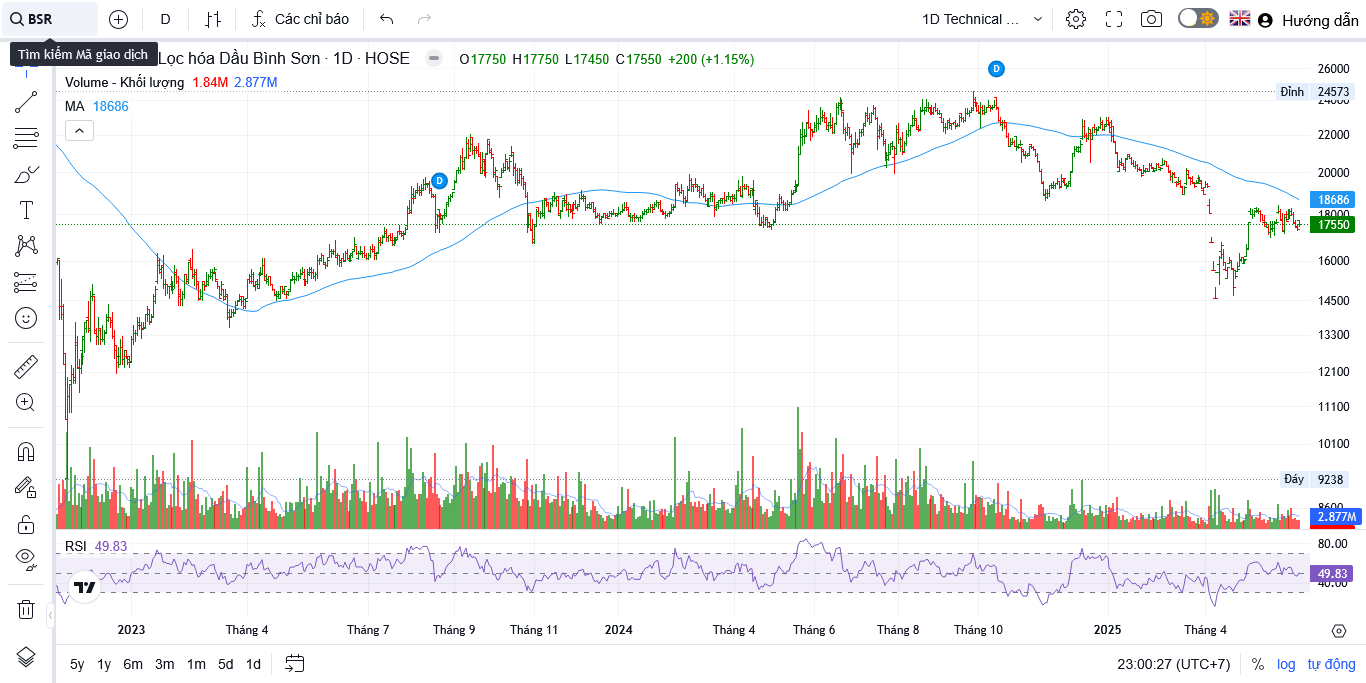 BSR
D
Các chỉ báo
1D Technical ...
Hướng dẫn
Tìm kiếm Mã giao dịch
Lọc hóa Dầu Bình Sơn · 1D · HOSE
O17750 H17750 L17450 C17550 +200 (+1.15%)
Volume - Khối lượng 1.84M 2.877M
MA 18686
D
D
26000
Đỉnh 24573
24000
22000
20000
18686
18000
17550
16000
14500
13300
12100
11100
10100
Đáy 9238
8600
2.877M
RSI 49.83
80.00
49.83
40.00
2023 Tháng 4 Tháng 7 Tháng 9 Tháng 11 2024 Tháng 4 Tháng 6 Tháng 8 Tháng 10 2025 Tháng 4
5y 1y 6m 3m 1m 5d 1d
23:00:27 (UTC+7) % log tự động